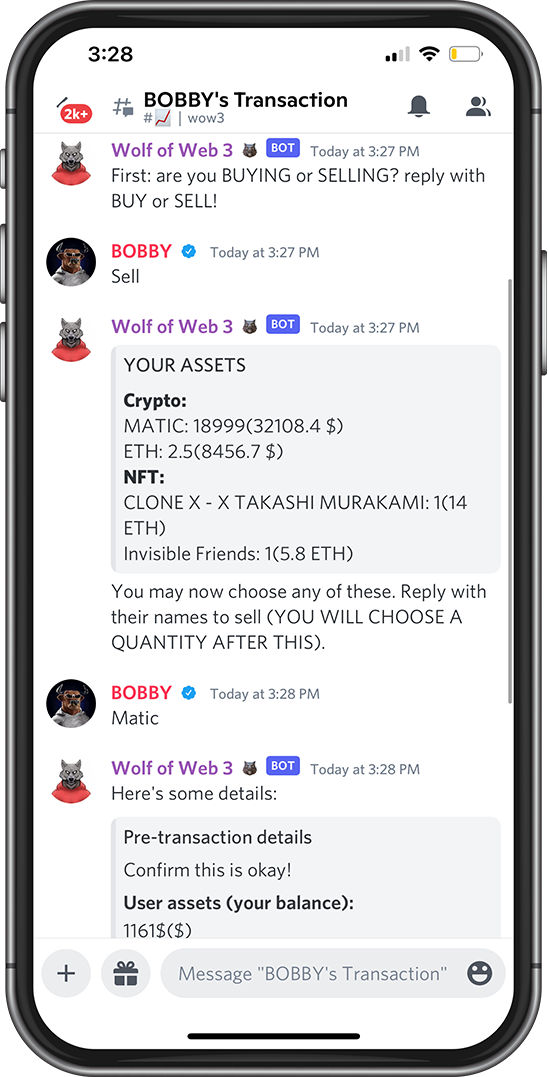 3:28
2k+
BOBBY's Transaction
#📈 | wow3
Wolf of Web 3 BOT Today at 3:27 PM
First: are you BUYING or SELLING? reply with
BUY or SELL!
BOBBY Today at 3:27 PM
Sell
Wolf of Web 3 BOT Today at 3:27 PM
YOUR ASSETS
Crypto:
MATIC: 18999(32108.4 $)
ETH: 2.5(8456.7 $)
NFT:
CLONE X - X TAKASHI MURAKAMI: 1(14
ETH)
Invisible Friends: 1(5.8 ETH)
You may now choose any of these. Reply with
their names to sell (YOU WILL CHOOSE A
QUANTITY AFTER THIS).
BOBBY Today at 3:28 PM
Matic
Wolf of Web 3 BOT Today at 3:28 PM
Here's some details:
Pre-transaction details
Confirm this is okay!
User assets (your balance):
1161$($)
Message "BOBBY's Transaction"